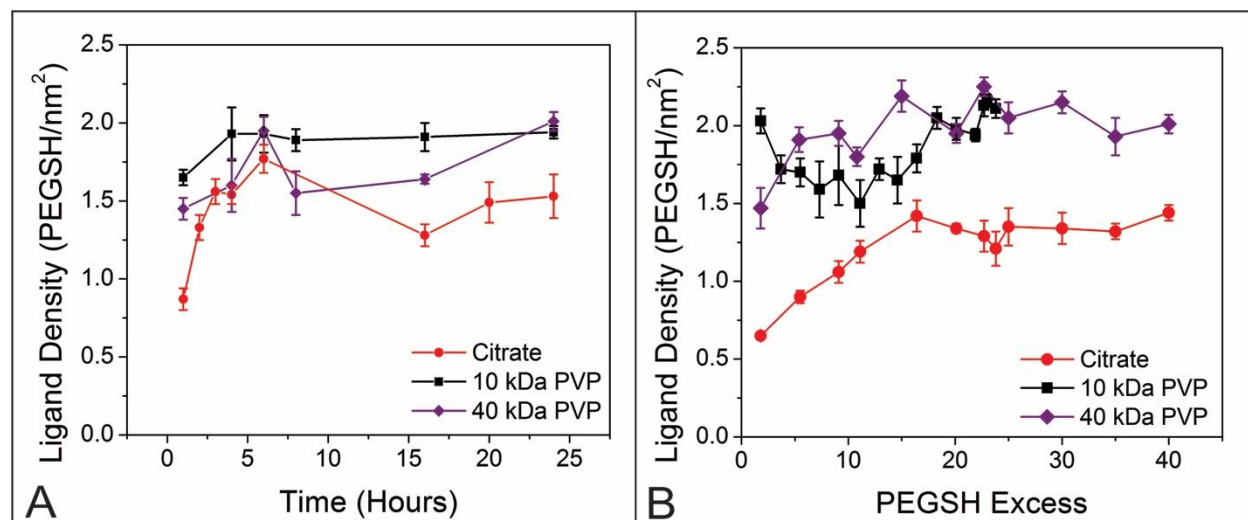 Ligand Density (PEGSH/nm²)
2.5
2.0
1.5
1.0
0.5
0.0
Citrate
10 kDa PVP
40 kDa PVP
0 5 10 15 20 25
Time (Hours)
A
Ligand Density (PEGSH/nm²)
2.5
2.0
1.5
1.0
0.5
0.0
Citrate
10 kDa PVP
40 kDa PVP
0 10 20 30 40
PEGSH Excess
B